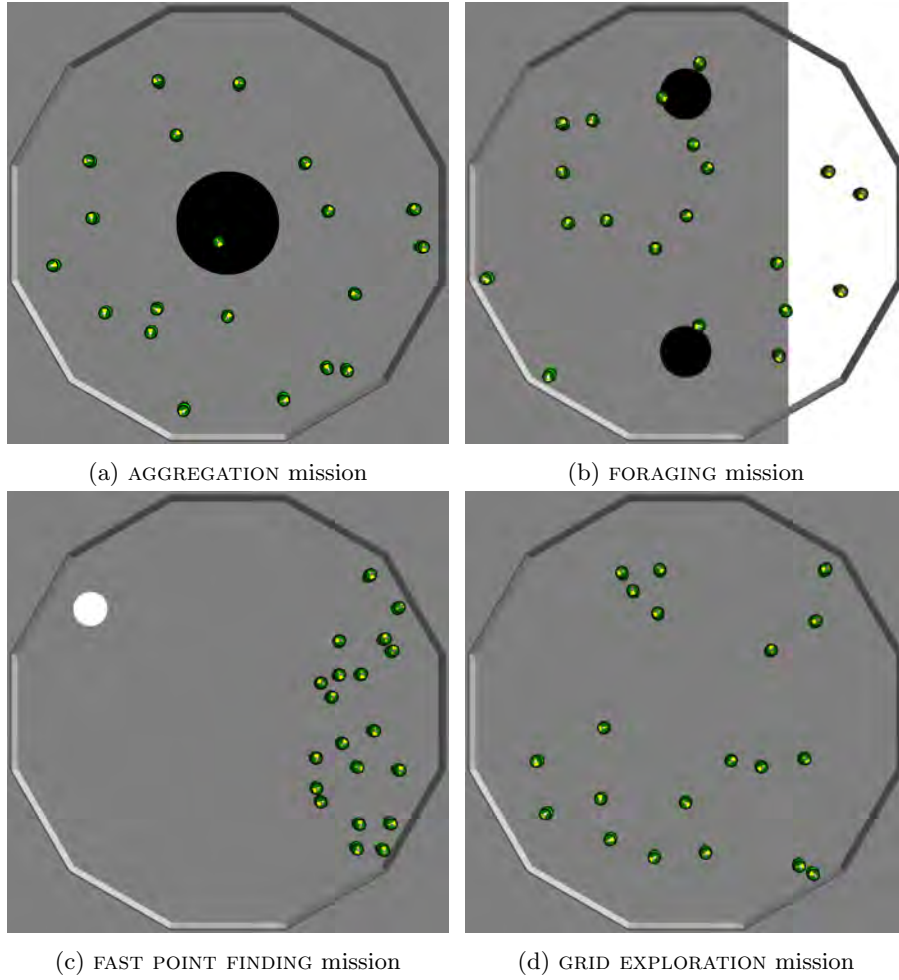 (a) AGGREGATION mission
(b) FORAGING mission
(c) FAST POINT FINDING mission
(d) GRID EXPLORATION mission